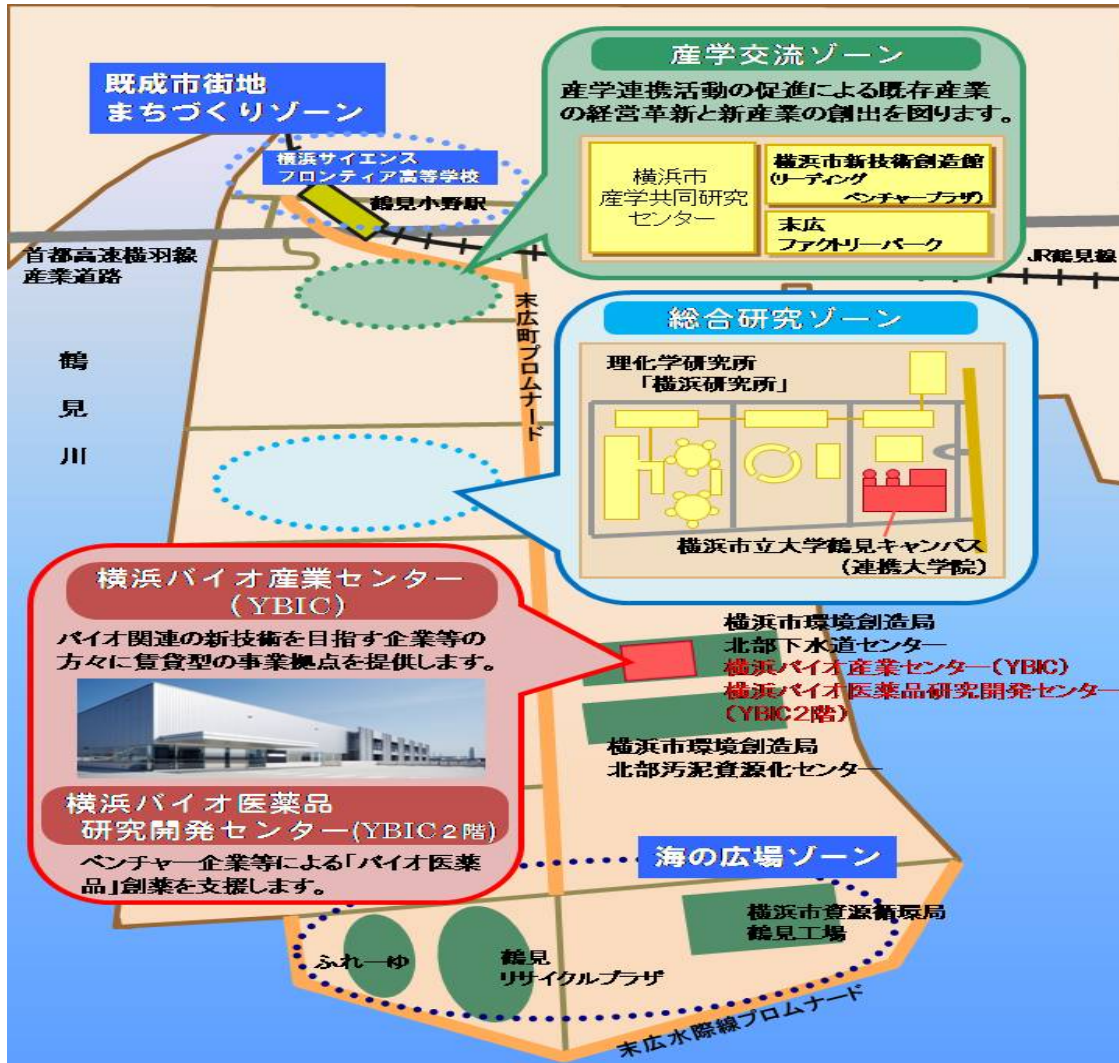 既成市街地
まちづくりゾーン
横浜サイエンス
フロンティア高等学校
鶴見小野駅
首都高速横羽線
産業道路
JR鶴見線
産学交流ゾーン
産学連携活動の促進による既存産業
の経営革新と新産業の創出を図ります。
横浜市
産学共同研究
センター
横浜市新技術創造館
(リーディング
ベンチャープラザ)
末広
ファクトリーパーク
末広町プロムナード
鶴見川
総合研究ゾーン
理化学研究所
「横浜研究所」
横浜市立大学鶴見キャンパス
(連携大学院)
横浜バイオ産業センター
(YBIC)
バイオ関連の新技術を目指す企業等の
方々に賃貸型の事業拠点を提供します。
横浜バイオ医薬品
研究開発センター(YBIC2階)
ベンチャー企業等による「バイオ医薬
品」創薬を支援します。
横浜市環境創造局
北部下水道センター
横浜バイオ産業センター(YBIC)
横浜バイオ医薬品研究開発センター
(YBIC2階)
横浜市環境創造局
北部汚泥資源化センター
海の広場ゾーン
横浜市資源循環局
鶴見工場
ふれーゆ
鶴見
リサイクルプラザ
末広水際線プロムナード